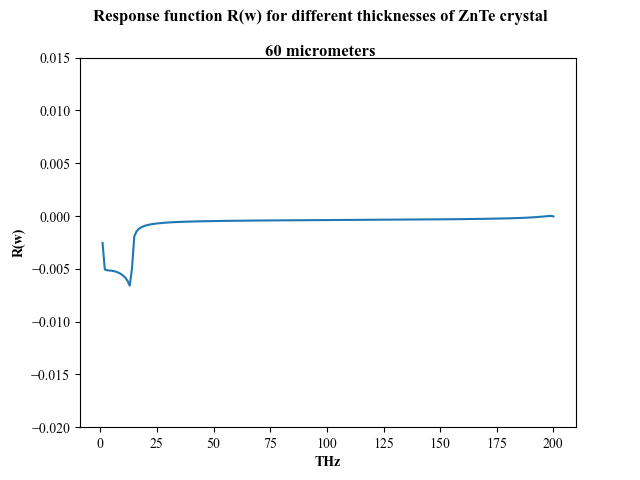 Response function R(w) for different thicknesses of ZnTe crystal
60 micrometers
0.015
0.010
0.005
0.000
−0.005
−0.010
−0.015
−0.020
R(w)
0 25 50 75 100 125 150 175 200
THz